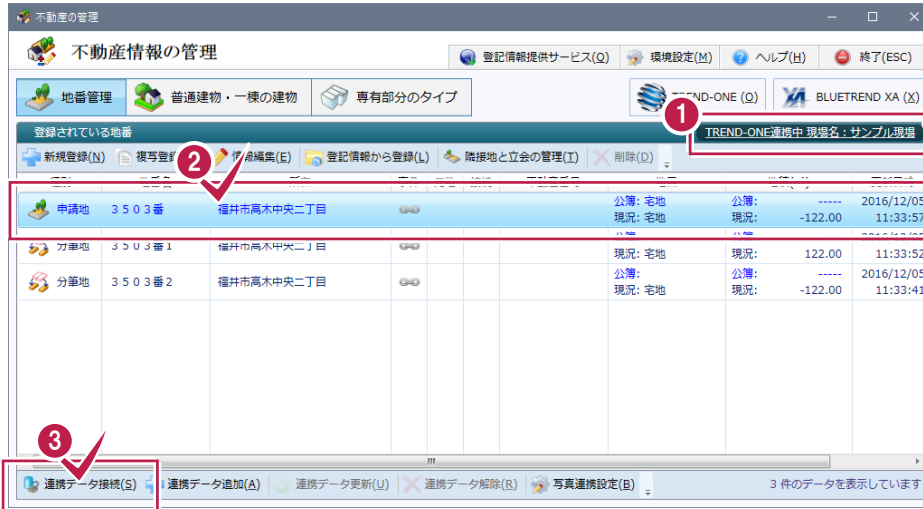 不動産の管理
不動産情報の管理
登記情報提供サービス(O) 環境設定(M) ヘルプ(H) 終了(ESC)
地番管理 普通建物・一棟の建物 専有部分のタイプ
END-ONE (O) BLUETREND XA (X)
1
登録されている地番 TREND-ONE連携中 現場名:サンプル現場
新規登録(N) 複写登 情報編集(E) 登記情報から登録(L) 隣接地と立会の管理(T) 削除(D)
2
申請地 3503番 福井市高木中央二丁目 公簿: 宅地 公簿: ----- 2016/12/05
現況: 宅地 現況: -122.00 11:33:57
分筆地 3503番1 福井市高木中央二丁目
現況: 宅地 現況: 122.00 11:33:52
分筆地 3503番2 福井市高木中央二丁目 公簿: 公簿: ----- 2016/12/05
現況: 宅地 現況: -122.00 11:33:41
3
連携データ接続(S) 連携データ追加(A) 連携データ更新(U) 連携データ解除(R) 写真連携設定(B) 3 件のデータを表示しています